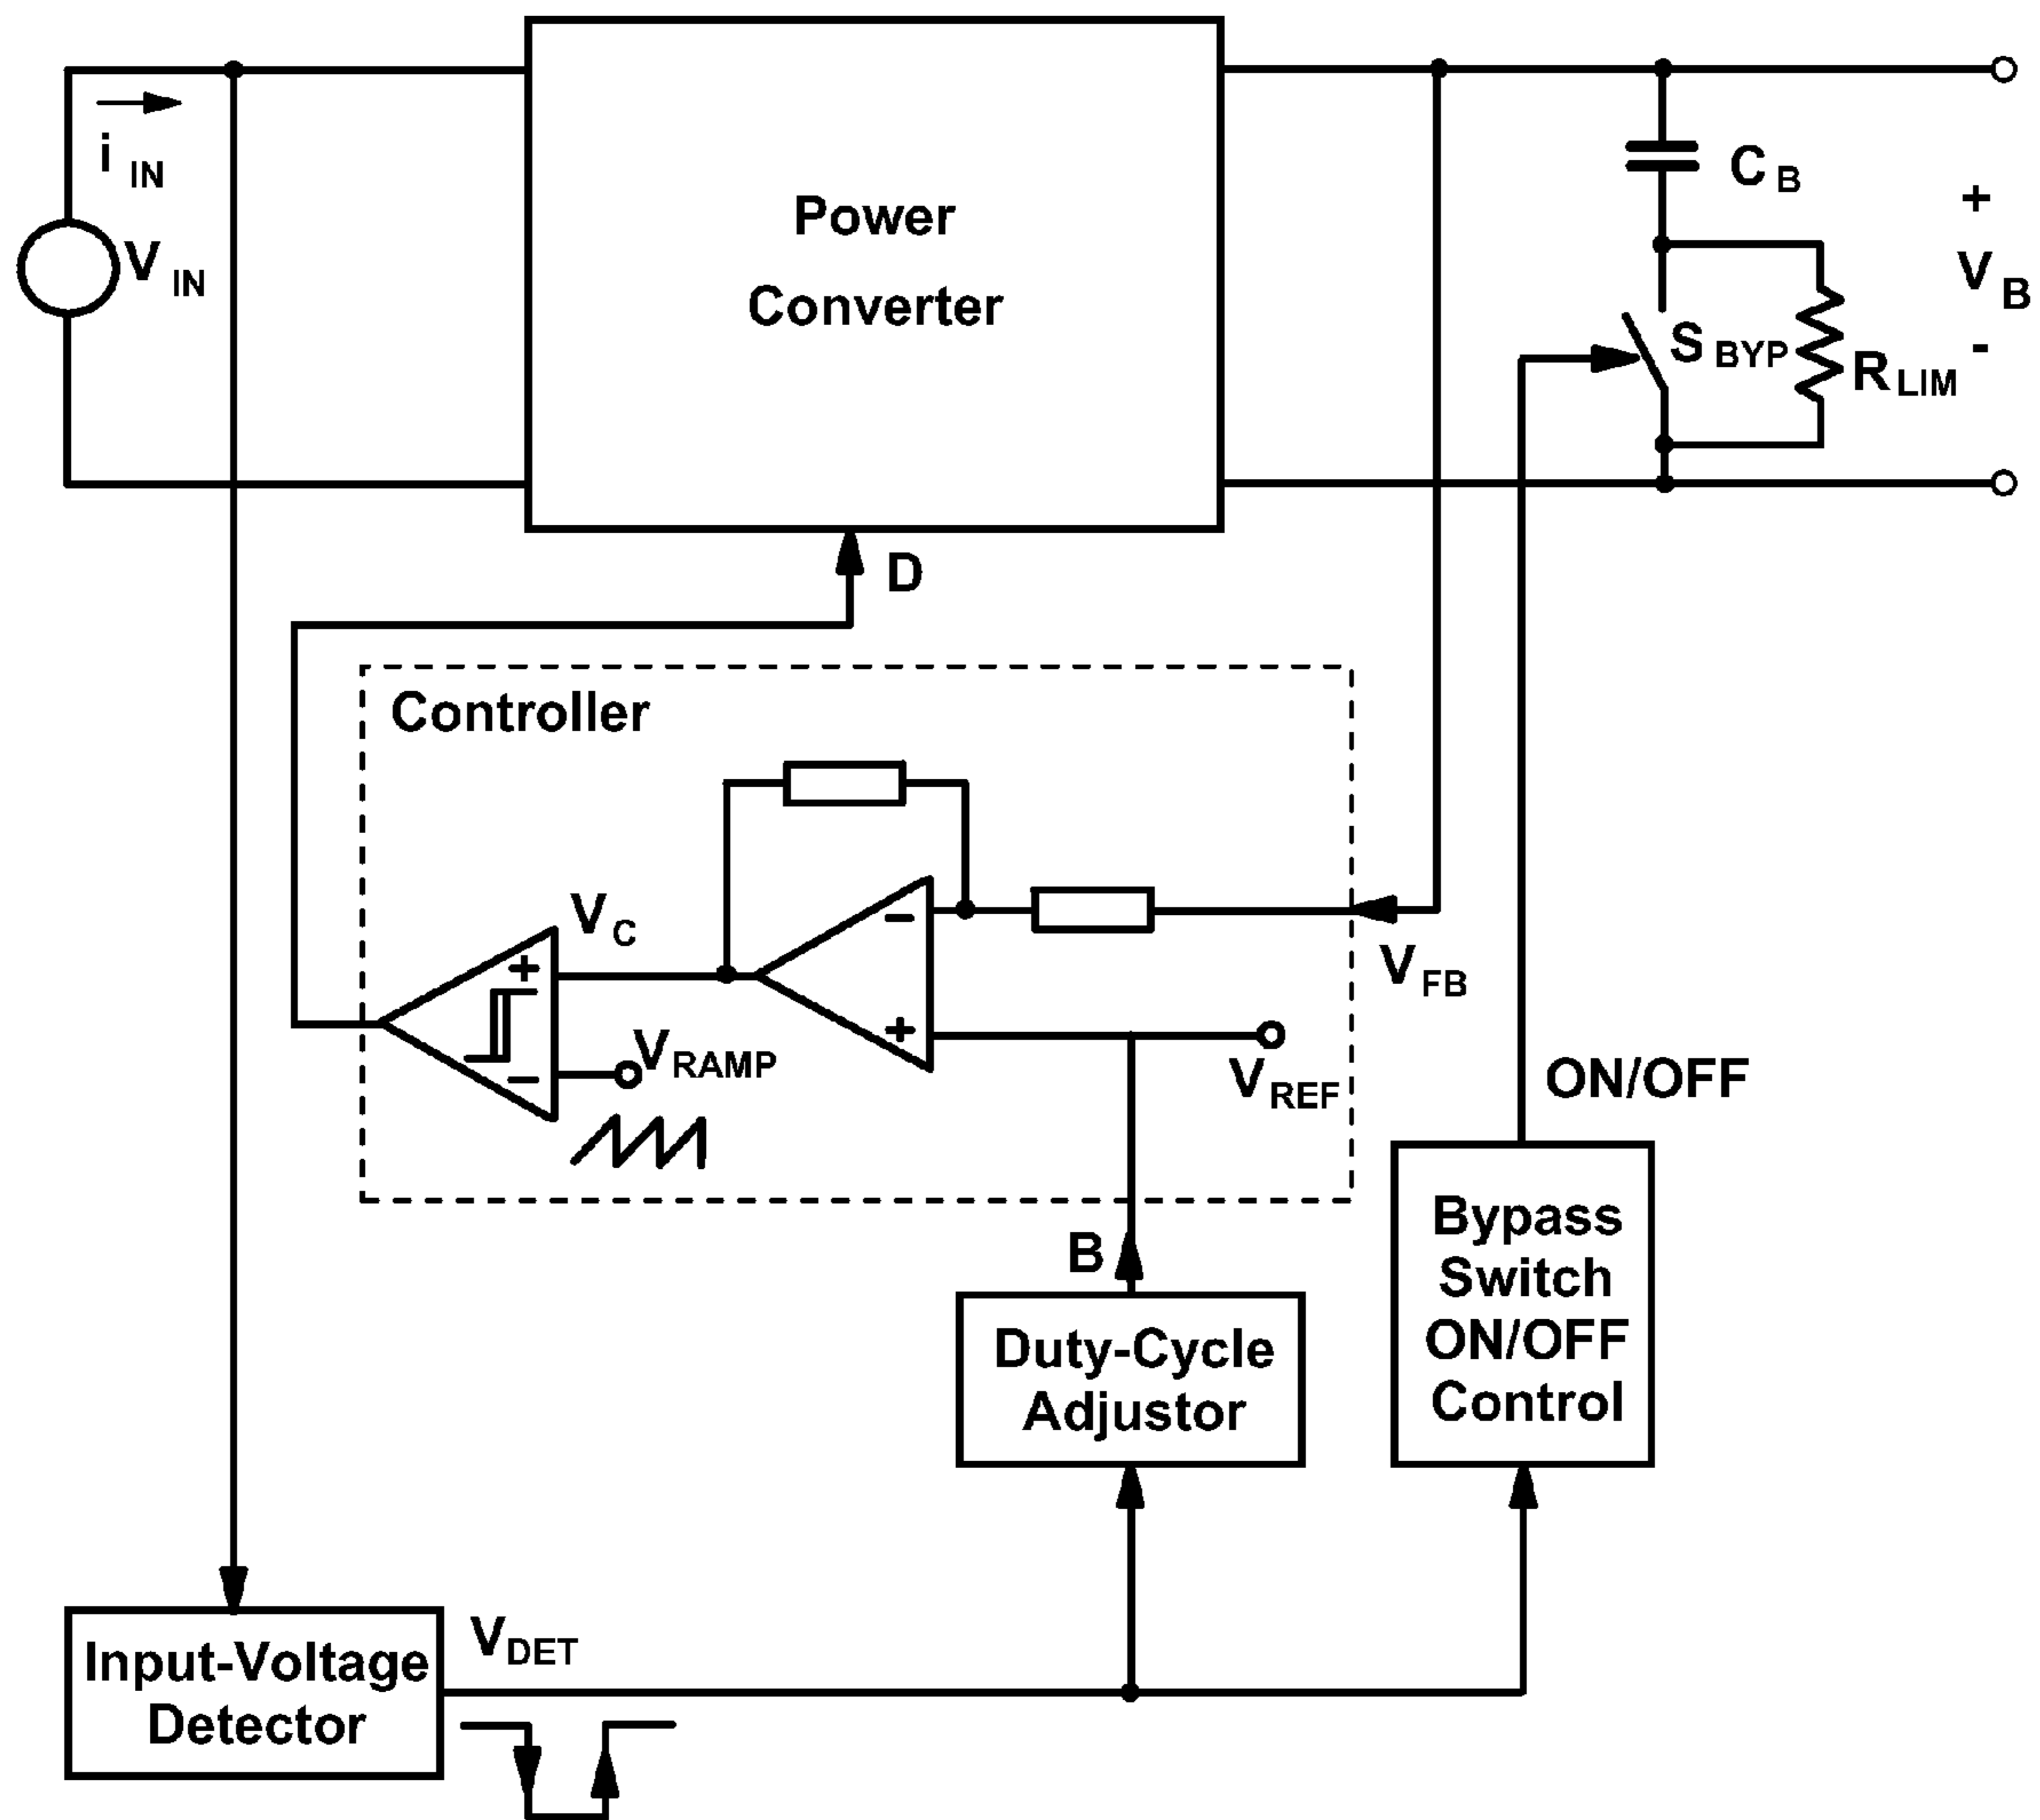 i IN
V IN
Power
Converter
C B
+
V B
-
S BYP
R LIM
D
Controller
V C
+
-
V RAMP
-
+
V FB
V REF
ON/OFF
B
Bypass
Switch
ON/OFF
Control
Duty-Cycle
Adjustor
Input-Voltage
Detector
V DET